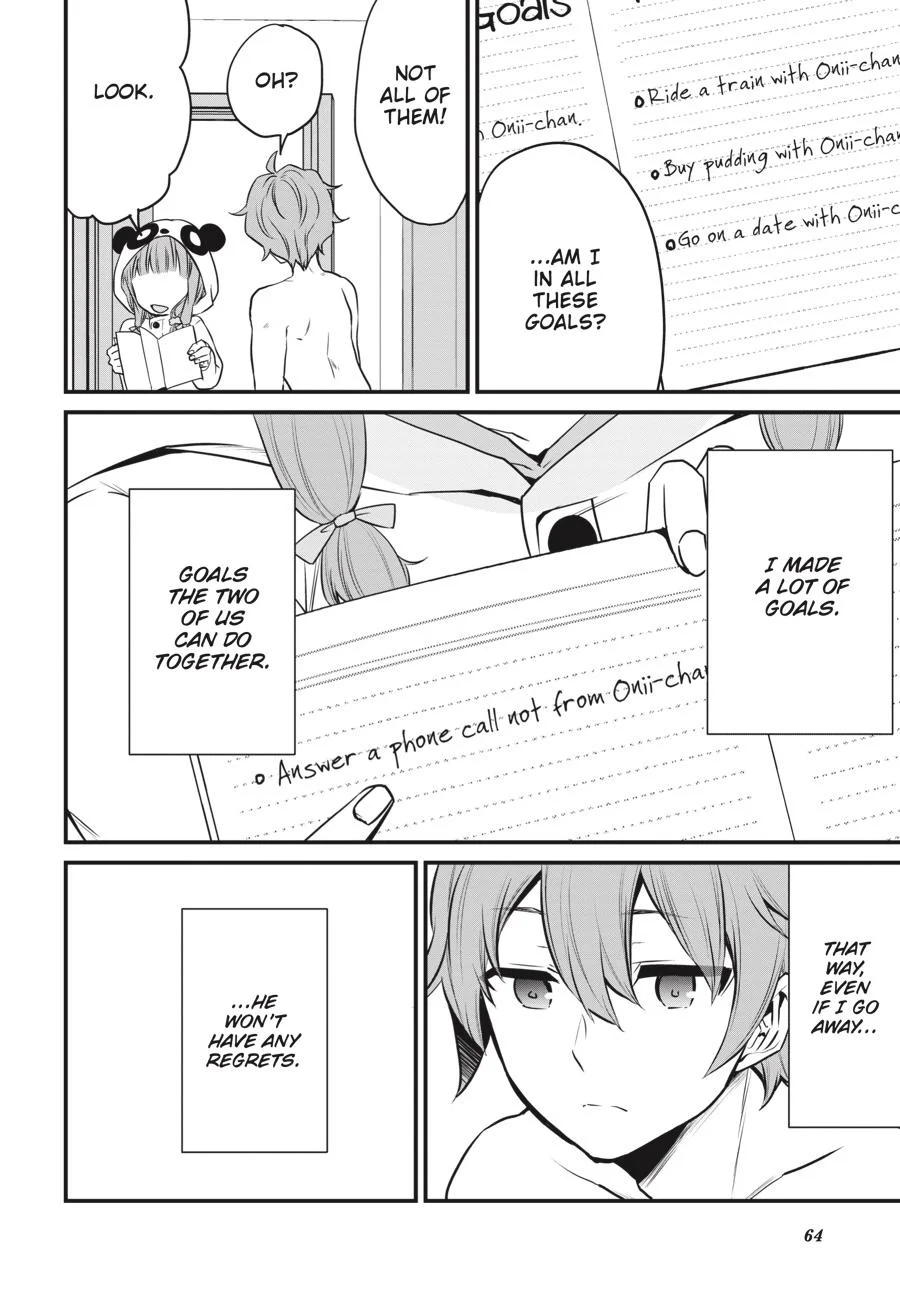 Goals
Onii-chan.
Ride a train with Onii-chan
Buy pudding with Onii-chan
Go on a date with Onii-c
...AM I
IN ALL
THESE
GOALS?
NOT
ALL OF
THEM!
OH?
LOOK.
I MADE
A LOT OF
GOALS.
Answer a phone call not from Onii-chan
GOALS
THE TWO
OF US
CAN DO
TOGETHER.
THAT
WAY,
EVEN
IF I GO
AWAY...
...HE
WON'T
HAVE ANY
REGRETS.
64